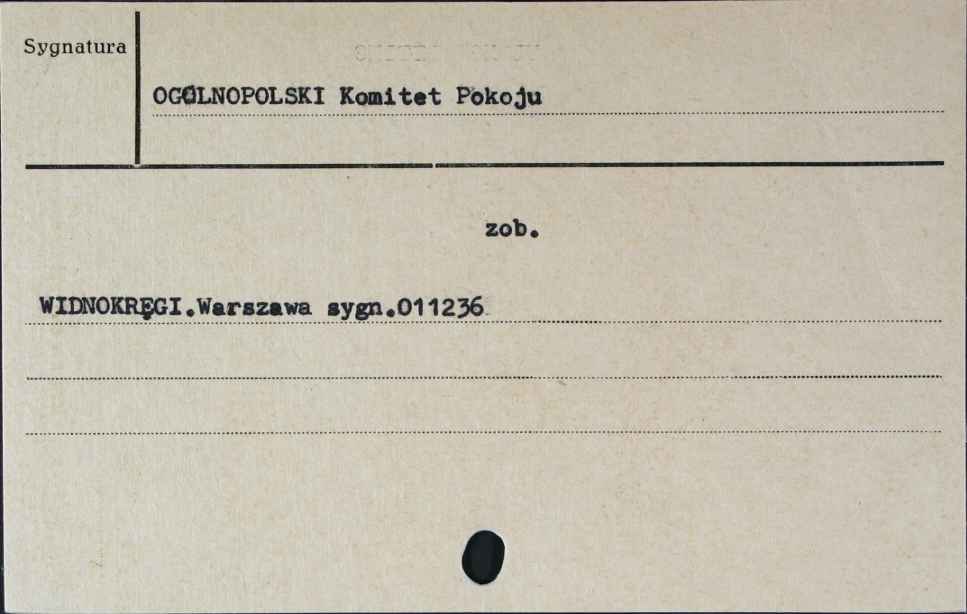 Sygnatura
OGÓLNOPOLSKI Komitet Pokoju
zob.
WIDNOKRĘGI.Warszawa sygn.011236